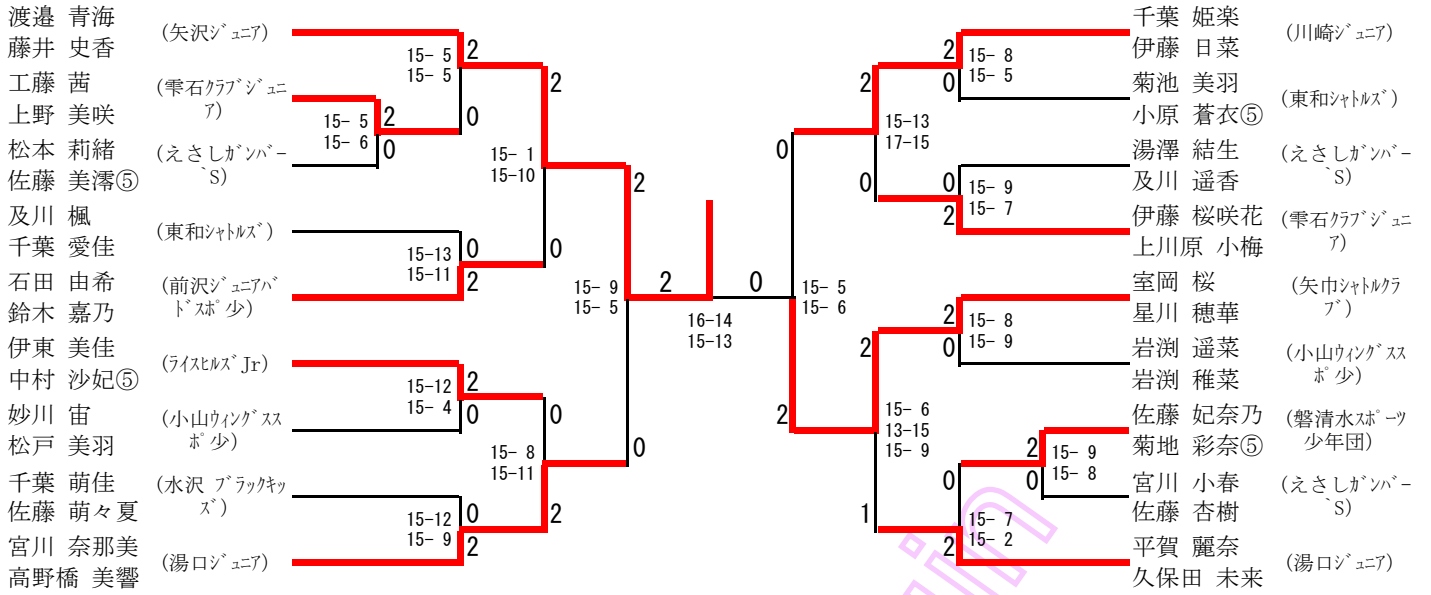 渡邉 青海
藤井 史香
(矢沢ジュニア)
工藤 茜
上野 美咲
(雫石クラブジュニ
ア)
松本 莉緒
佐藤 美澪⑤
(えさしガンバー
`S)
及川 楓
千葉 愛佳
(東和シャトルズ)
石田 由希
鈴木 嘉乃
(前沢ジュニアバ
ドスポ少)
伊東 美佳
中村 沙妃⑤
(ライスヒルズJr)
妙川 宙
松戸 美羽
(小山ウィングスス
ポ少)
千葉 萌佳
佐藤 萌々夏
(水沢 ブラックキッ
ズ)
宮川 奈那美
高野橋 美響
(湯口ジュニア)
15- 5
15- 5
2
0
15- 5
15- 6
2
0
15- 1
15-10
2
0
15-13
15-11
0
2
15- 9
15- 5
2
0
15-12
15- 4
2
0
15- 8
15-11
0
2
15-12
15- 9
0
2
2
0
16-14
15-13
15- 5
15- 6
0
2
15-13
17-15
2
0
2
0
15- 8
15- 5
0
2
15- 9
15- 7
2
0
15- 8
15- 9
2
1
15- 6
13-15
15- 9
2
0
15- 9
15- 8
0
2
15- 7
15- 2
千葉 姫楽
伊藤 日菜
(川崎ジュニア)
菊池 美羽
小原 蒼衣⑤
(東和シャトルズ)
湯澤 結生
及川 遥香
(えさしガンバー
`S)
伊藤 桜咲花
上川原 小梅
(雫石クラブジュニ
ア)
室岡 桜
星川 穂華
(矢巾シャトルクラ
ブ)
岩渕 遥菜
岩渕 稚菜
(小山ウィングスス
ポ少)
佐藤 妃奈乃
菊地 彩奈⑤
(磐清水スポーツ
少年団)
宮川 小春
佐藤 杏樹
(えさしガンバー
`S)
平賀 麗奈
久保田 未来
(湯口ジュニア)
in